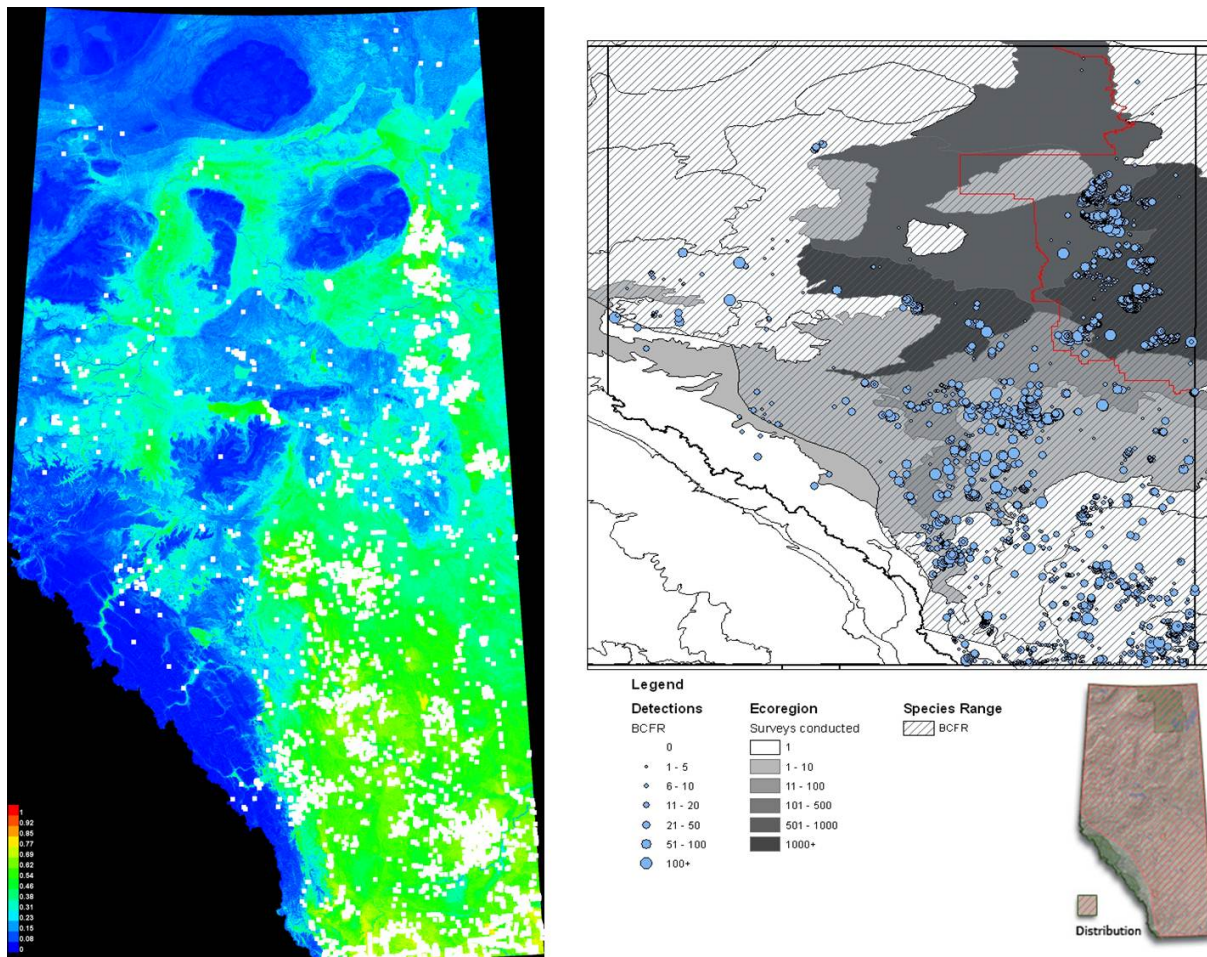 1
0.92
0.85
0.77
0.69
0.62
0.54
0.46
0.38
0.31
0.23
0.15
0.08
0
Legend
Detections
BCFR
0
1 - 5
6 - 10
11 - 20
21 - 50
51 - 100
100+
Ecoregion
Surveys conducted
1
1 - 10
11 - 100
101 - 500
501 - 1000
1000+
Species Range
BCFR
Distribution